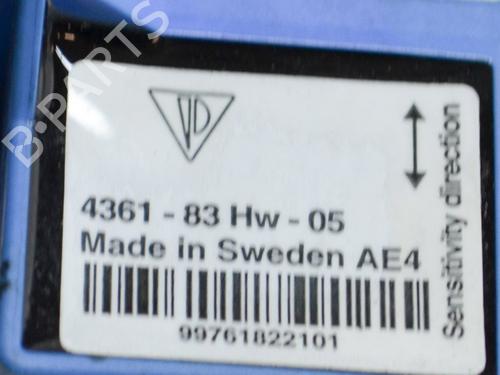 B-PARTS
4361 - 83 Hw - 05
Made in Sweden AE4
99761822101
Sensitivity direction